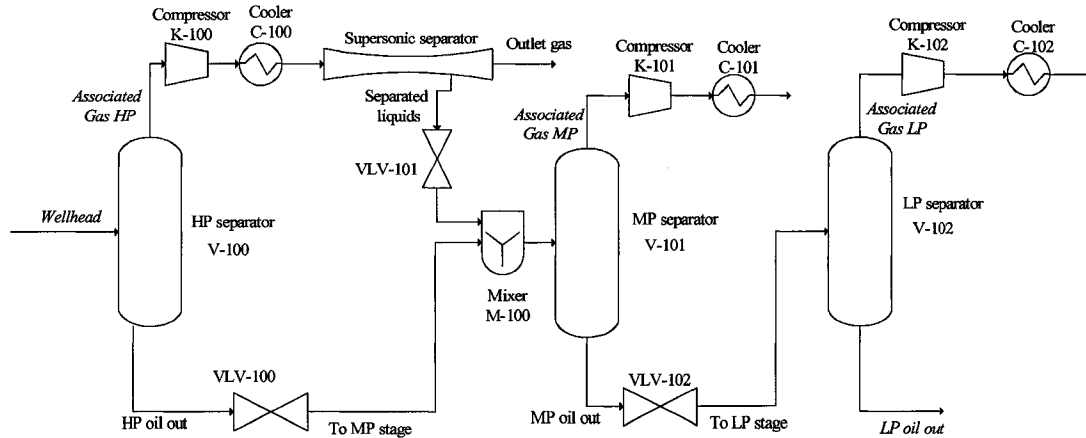 Compressor
K-100
Cooler
C-100
Supersonic separator
Outlet gas
Associated
Gas HP
Separated
liquids
VLV-101
Wellhead
HP separator
V-100
HP oil out
VLV-100
To MP stage
Mixer
M-100
Compressor
K-101
Cooler
C-101
Associated
Gas MP
MP separator
V-101
MP oil out
VLV-102
To LP stage
Compressor
K-102
Cooler
C-102
Associated
Gas LP
LP separator
V-102
LP oil out